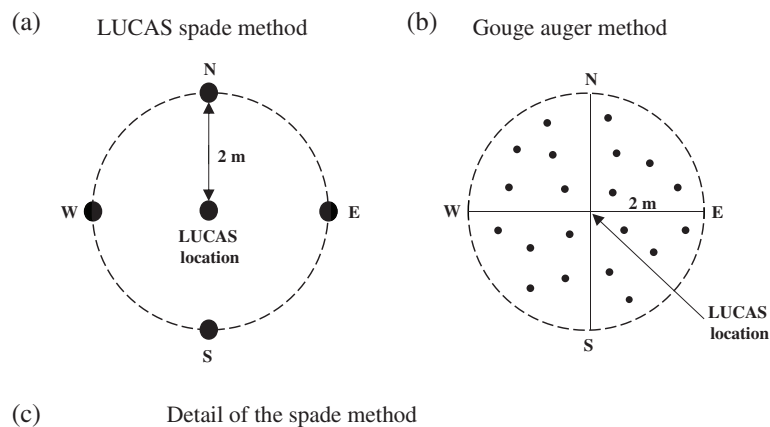 (a) LUCAS spade method
N
2 m
W
E
LUCAS
location
S
(b) Gouge auger method
N
W
2 m
E
LUCAS
location
S
(c) Detail of the spade method